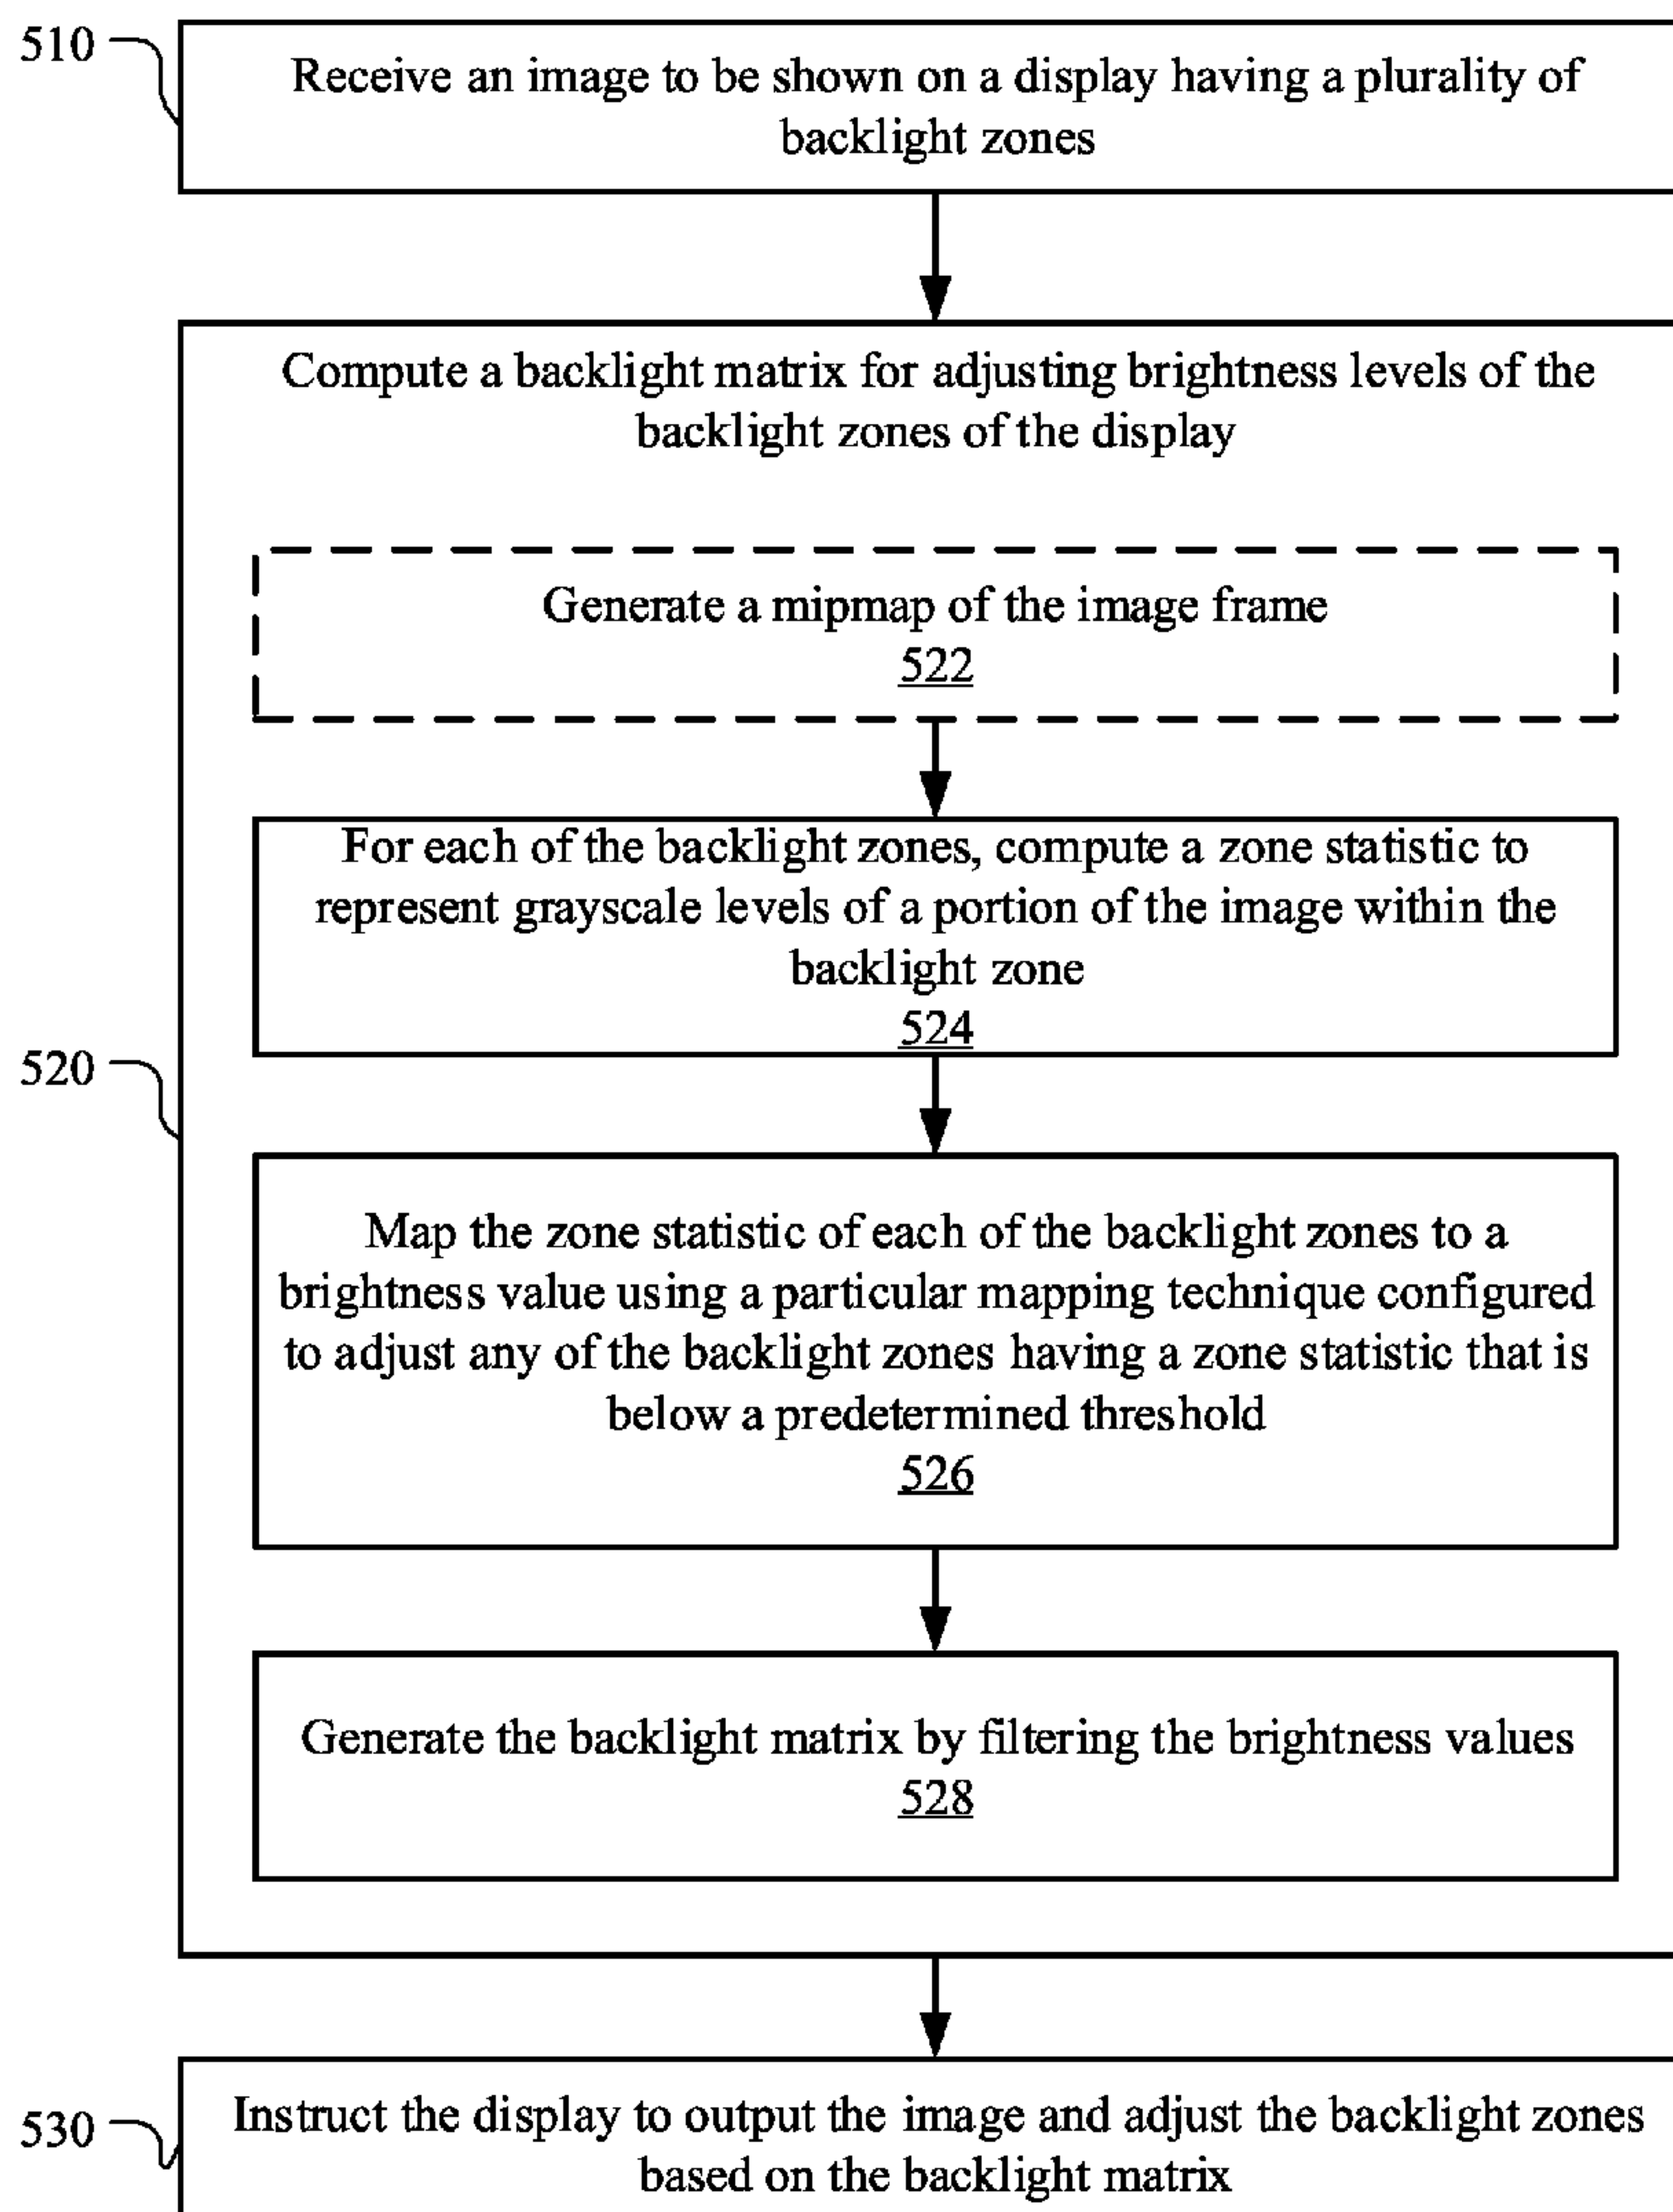 510
Receive an image to be shown on a display having a plurality of
backlight zones
Compute a backlight matrix for adjusting brightness levels of the
backlight zones of the display
Generate a mipmap of the image frame
522
For each of the backlight zones, compute a zone statistic to
represent grayscale levels of a portion of the image within the
backlight zone
524
520
Map the zone statistic of each of the backlight zones to a
brightness value using a particular mapping technique configured
to adjust any of the backlight zones having a zone statistic that is
below a predetermined threshold
526
Generate the backlight matrix by filtering the brightness values
528
530
Instruct the display to output the image and adjust the backlight zones
based on the backlight matrix